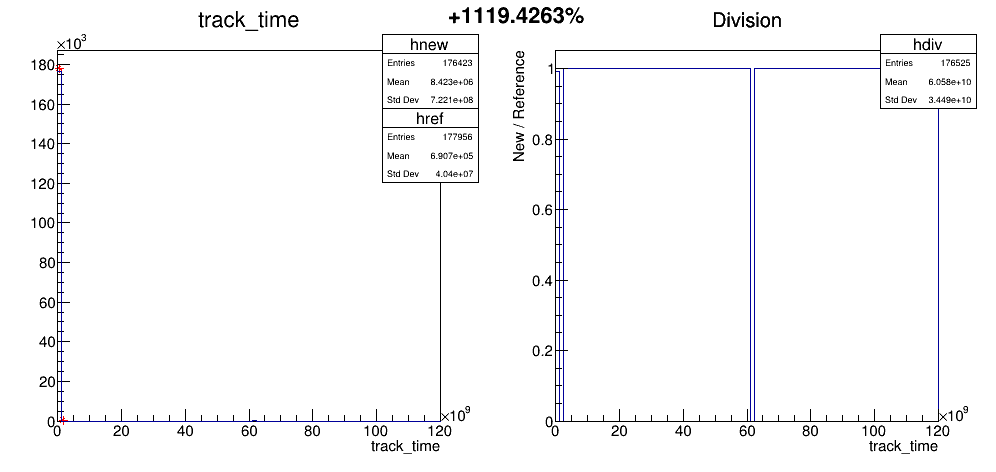 +1119.4263%
track_time
×10³
180
160
140
120
100
80
60
40
20
0
0 20 40 60 80 100 120
×10⁹
track_time
hnew
Entries 176423
Mean 8.423e+06
Std Dev 7.221e+08
href
Entries 177956
Mean 6.907e+05
Std Dev 4.04e+07
Division
New / Reference
1
0.8
0.6
0.4
0.2
0
0 20 40 60 80 100 120
×10⁹
track_time
hdiv
Entries 176525
Mean 6.058e+10
Std Dev 3.449e+10